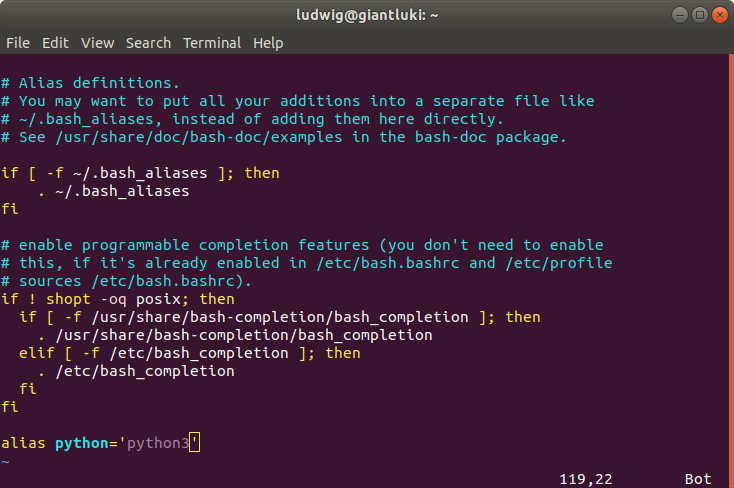 ludwig@giantluki: ~
File Edit View Search Terminal Help
# Alias definitions.
# You may want to put all your additions into a separate file like
# ~/.bash_aliases, instead of adding them here directly.
# See /usr/share/doc/bash-doc/examples in the bash-doc package.
if [ -f ~/.bash_aliases ]; then
    . ~/.bash_aliases
fi
# enable programmable completion features (you don't need to enable
# this, if it's already enabled in /etc/bash.bashrc and /etc/profile
# sources /etc/bash.bashrc).
if ! shopt -oq posix; then
  if [ -f /usr/share/bash-completion/bash_completion ]; then
    . /usr/share/bash-completion/bash_completion
  elif [ -f /etc/bash_completion ]; then
    . /etc/bash_completion
  fi
fi
alias python='python3'
~
119,22 Bot